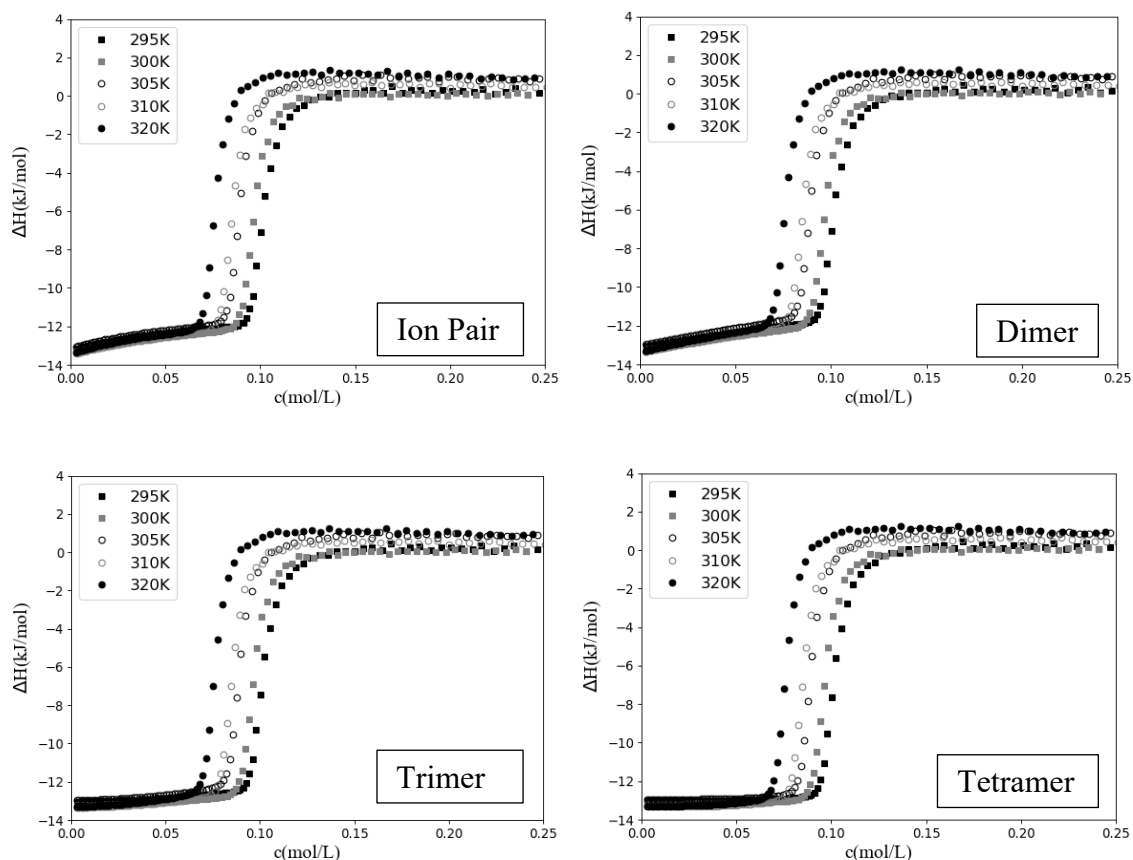 4
2
0
−2
−4
−6
−8
−10
−12
−14
ΔH(kJ/mol)
295K
300K
305K
310K
320K
Ion Pair
0.00 0.05 0.10 0.15 0.20 0.25
c(mol/L)
4
2
0
−2
−4
−6
−8
−10
−12
−14
ΔH(kJ/mol)
295K
300K
305K
310K
320K
Dimer
0.00 0.05 0.10 0.15 0.20 0.25
c(mol/L)
4
2
0
−2
−4
−6
−8
−10
−12
−14
ΔH(kJ/mol)
295K
300K
305K
310K
320K
Trimer
0.00 0.05 0.10 0.15 0.20 0.25
c(mol/L)
4
2
0
−2
−4
−6
−8
−10
−12
−14
ΔH(kJ/mol)
295K
300K
305K
310K
320K
Tetramer
0.00 0.05 0.10 0.15 0.20 0.25
c(mol/L)